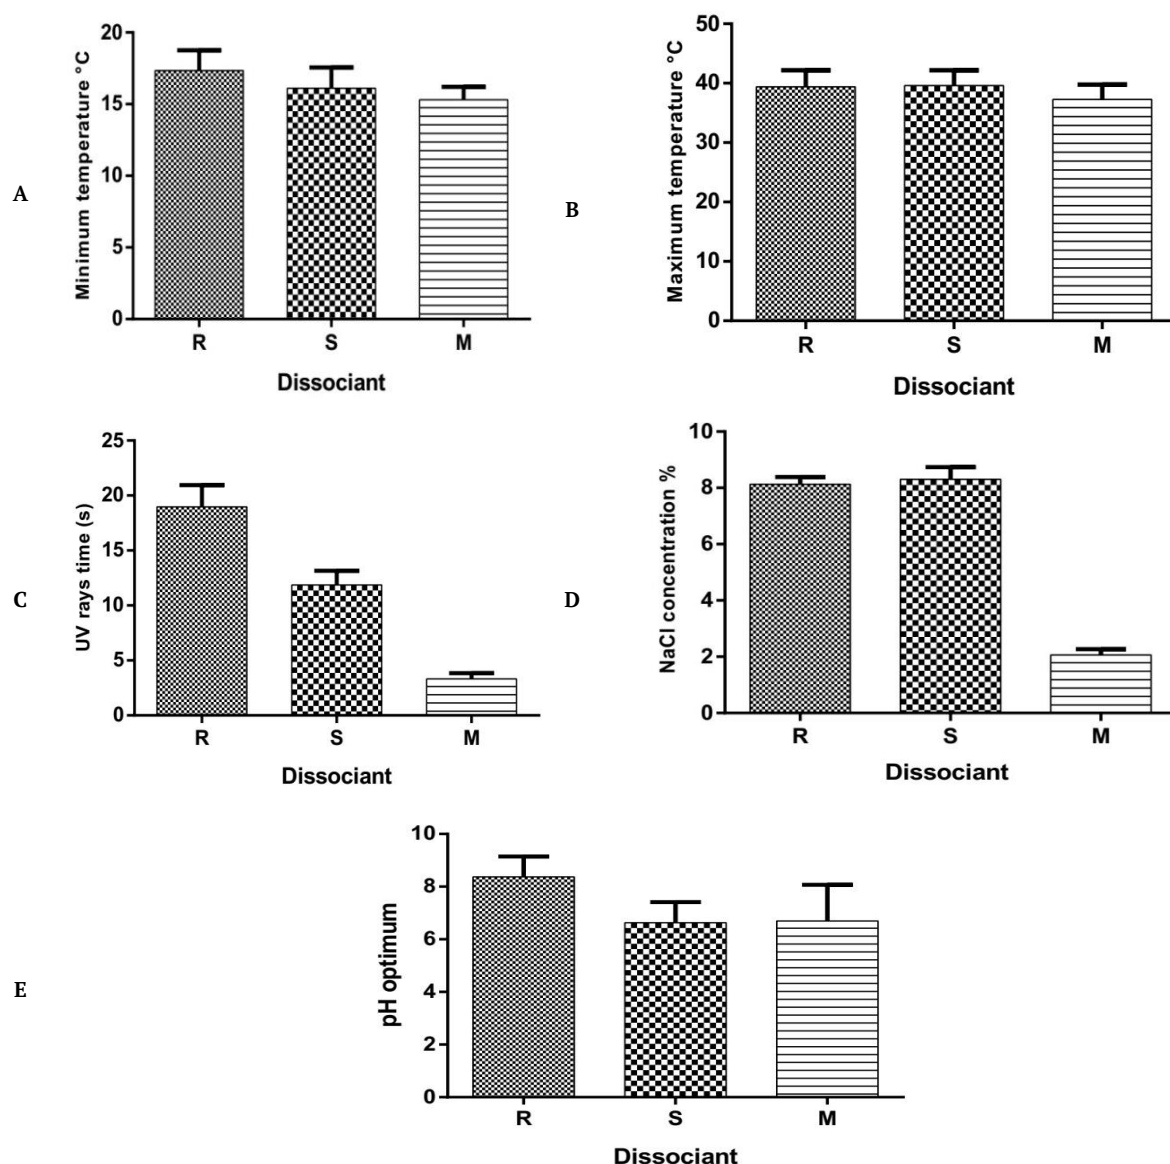 A
Minimum temperature °C
20
15
10
5
0
R S M
Dissociant
B
Maximum temperature °C
50
40
30
20
10
0
R S M
Dissociant
C
UV rays time (s)
25
20
15
10
5
0
R S M
Dissociant
D
NaCl concentration %
10
8
6
4
2
0
R S M
Dissociant
E
pH optimum
10
8
6
4
2
0
R S M
Dissociant